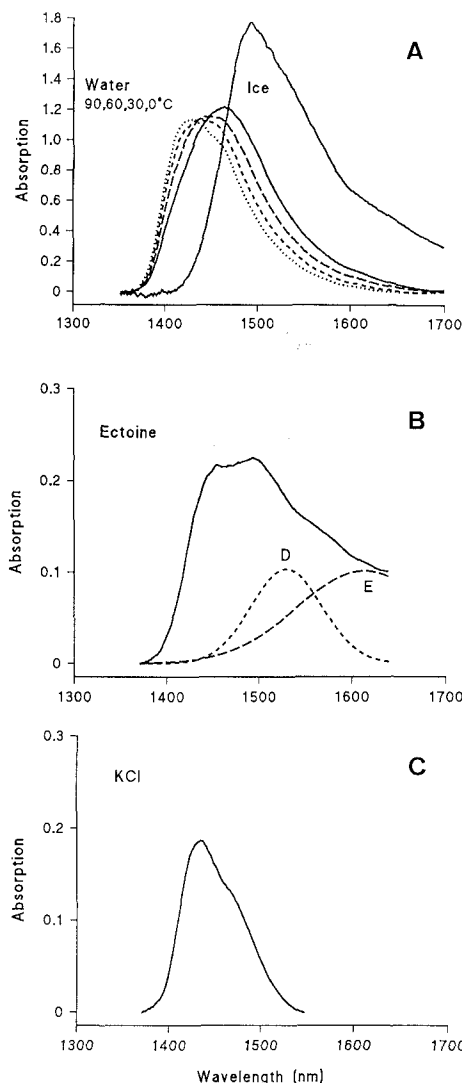 1.8
1.6
1.4
1.2
1.0
0.8
0.6
0.4
0.2
0
Absorption
A
Water
90,60,30,0°C
Ice
1300 1400 1500 1600 1700
0.3
0.2
0.1
0
Absorption
B
Ectoine
D
E
1300 1400 1500 1600 1700
0.3
0.2
0.1
0
Absorption
C
KCl
1300 1400 1500 1600 1700
Wavelength (nm)